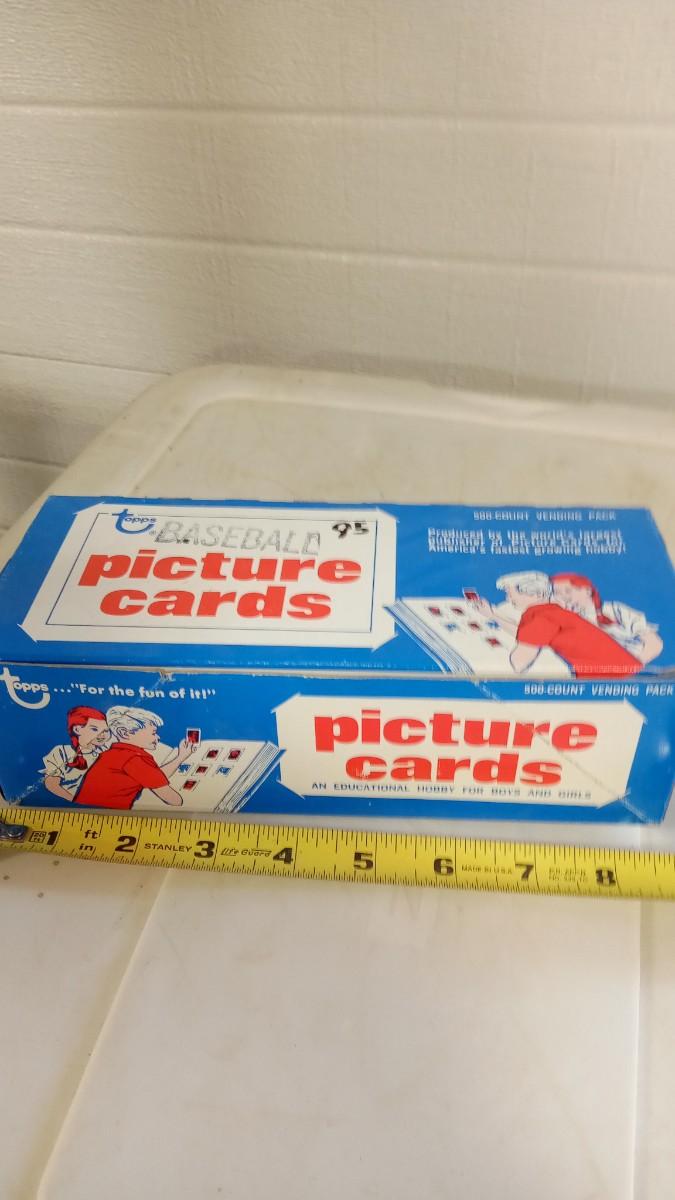 topps
BASEBALL 95
picture
cards
500-COUNT VENDING PACK
Produced by the world's largest
America's fastest growing hobby!
topps ..."For the fun of it!"
500-COUNT VENDING PACK
picture
cards
AN EDUCATIONAL HOBBY FOR BOYS AND GIRLS
1 ft 2 STANLEY 3 Life Guard 4 5 6 MADE IN U.S.A. 7 8
in